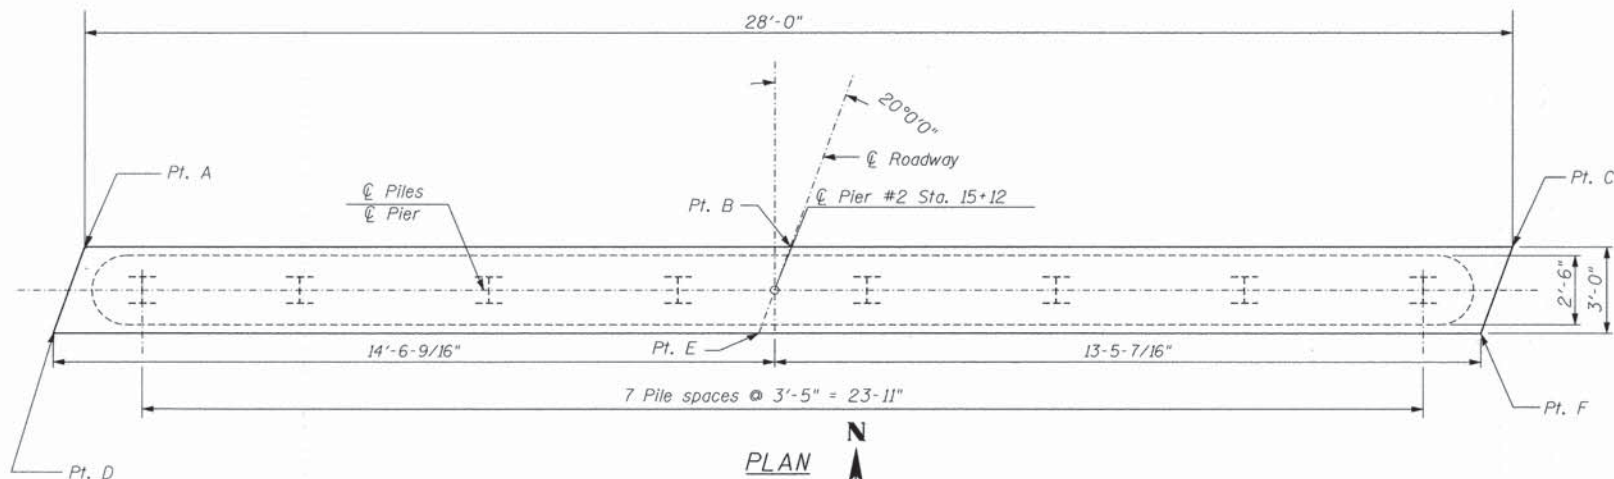 28'-0"
20°0'0"
℄ Roadway
Pt. A
Pt. C
℄ Piles
℄ Pier
Pt. B
℄ Pier #2 Sta. 15+12
2'-6"
3'-0"
14'-6-9/16"
Pt. E
13-5-7/16"
7 Pile spaces @ 3'-5" = 23-11"
Pt. F
N
PLAN
Pt. D